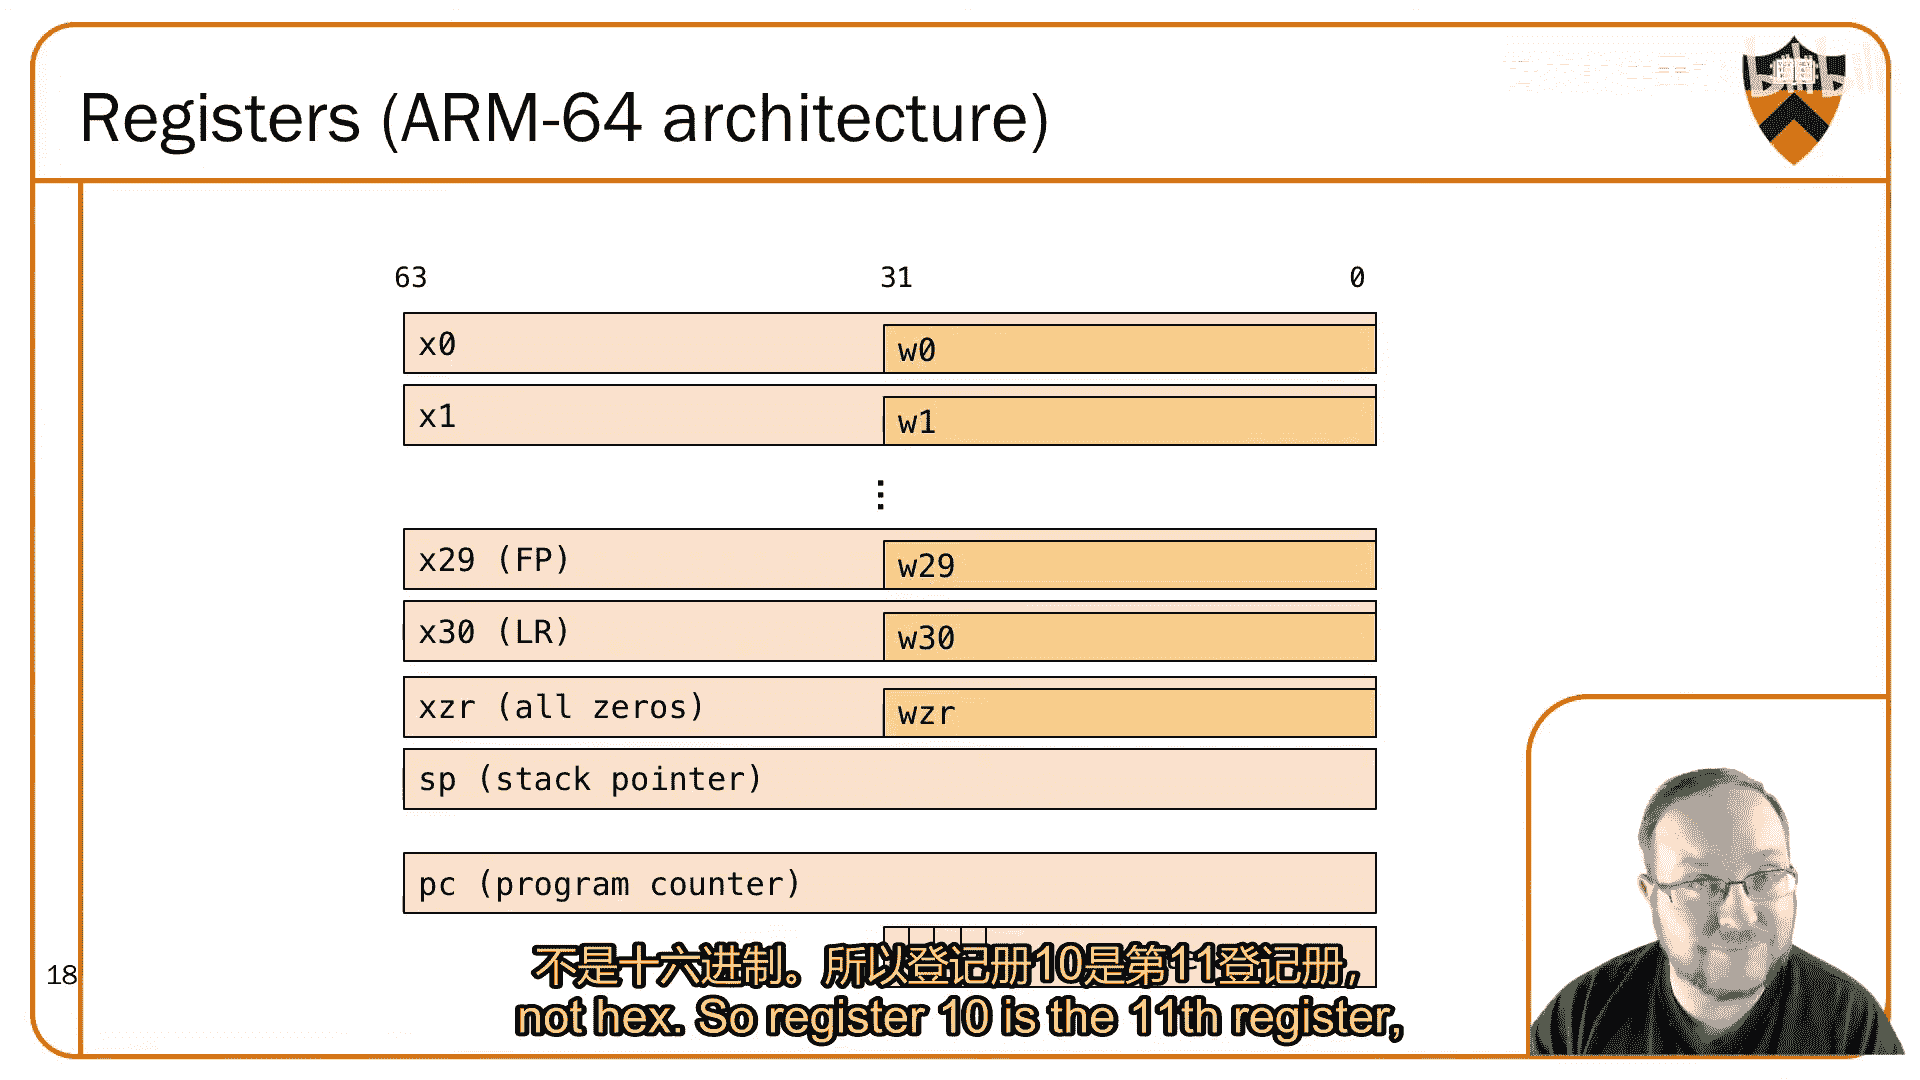 Registers (ARM-64 architecture)
63 31 0
x0 w0
x1 w1
⋮
x29 (FP) w29
x30 (LR) w30
xzr (all zeros) wzr
sp (stack pointer)
pc (program counter)
18
不是十六进制。所以登记册10是第11登记册,
not hex. So register 10 is the 11th register,